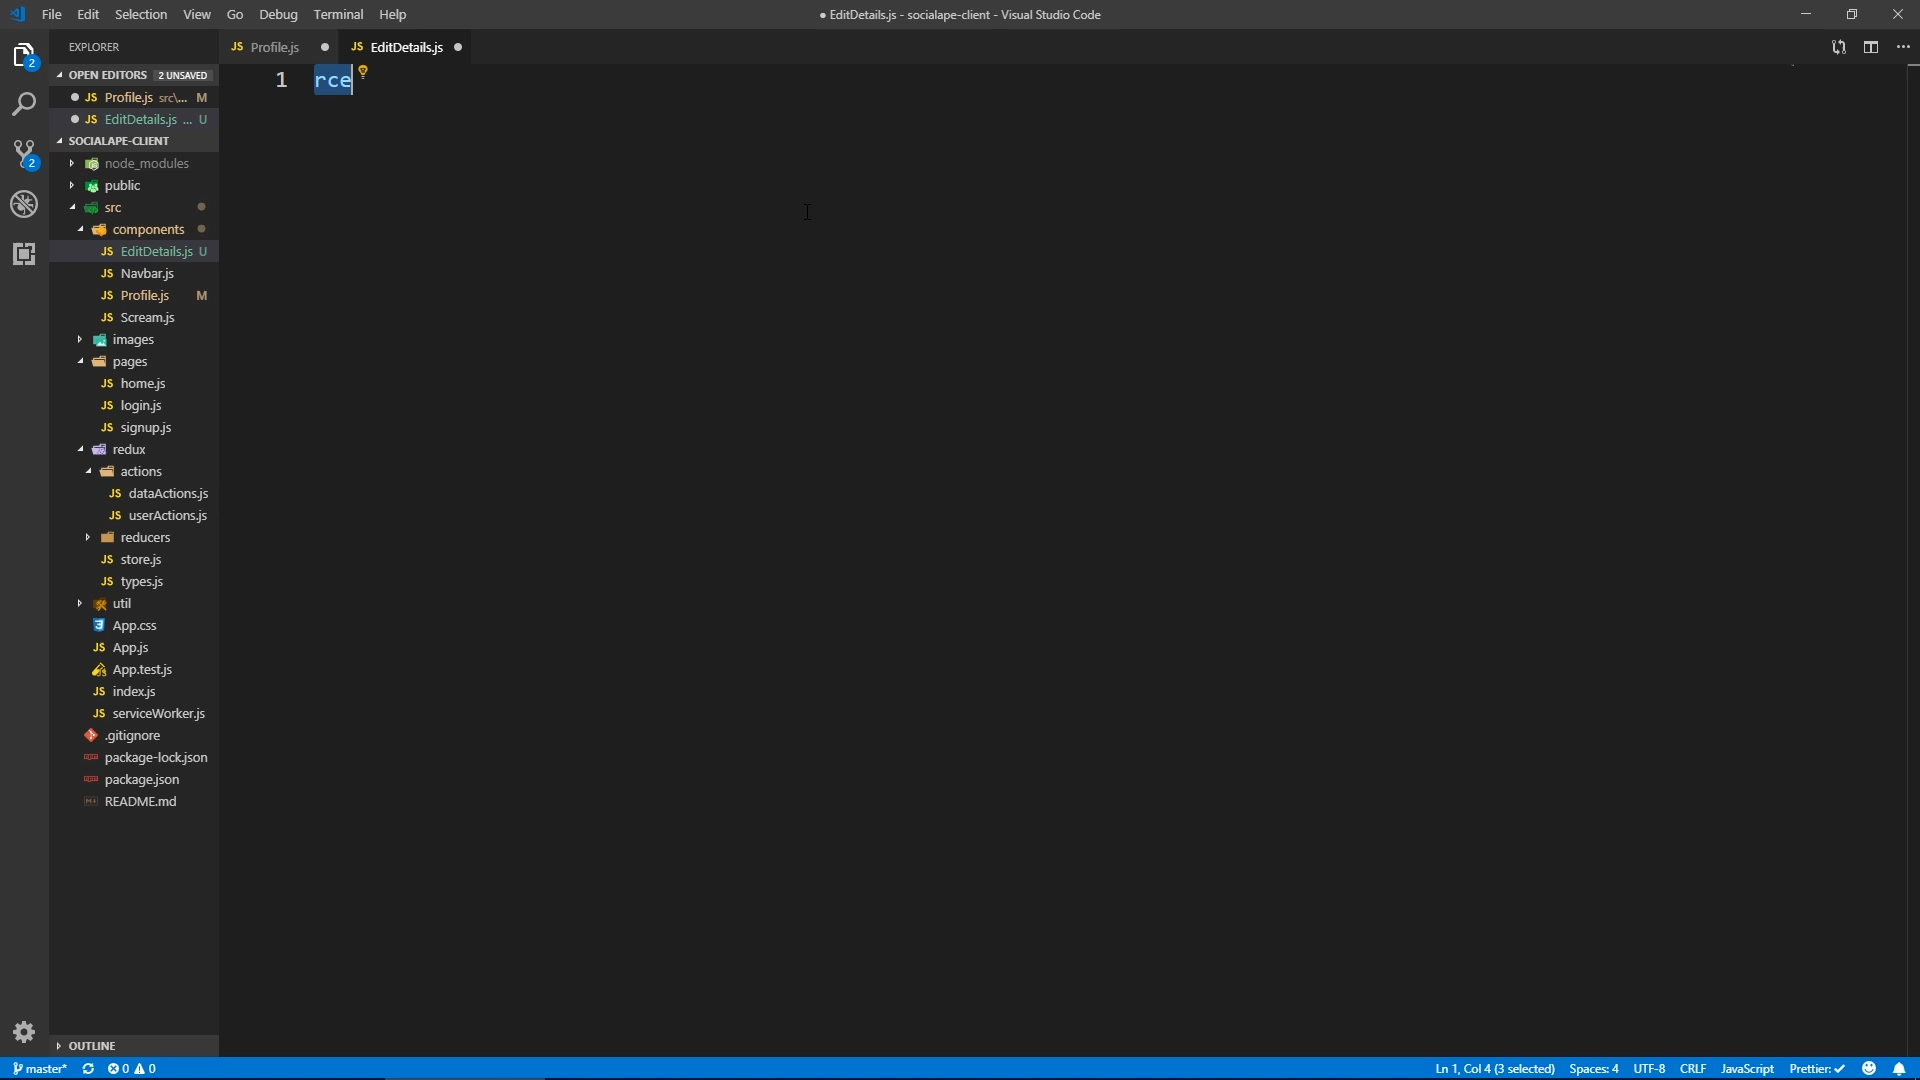 File Edit Selection View Go Debug Terminal Help
● EditDetails.js - socialape-client - Visual Studio Code
EXPLORER
JS Profile.js ●
JS EditDetails.js ●
OPEN EDITORS 2 UNSAVED
● JS Profile.js src\... M
● JS EditDetails.js ... U
SOCIALAPE-CLIENT
node_modules
public
src
components
JS EditDetails.js U
JS Navbar.js
JS Profile.js M
JS Scream.js
images
pages
JS home.js
JS login.js
JS signup.js
redux
actions
JS dataActions.js
JS userActions.js
reducers
JS store.js
JS types.js
util
App.css
JS App.js
App.test.js
JS index.js
JS serviceWorker.js
.gitignore
package-lock.json
package.json
README.md
OUTLINE
2
2
1 rce
master* 0 0
Ln 1, Col 4 (3 selected) Spaces: 4 UTF-8 CRLF JavaScript Prettier: ✓